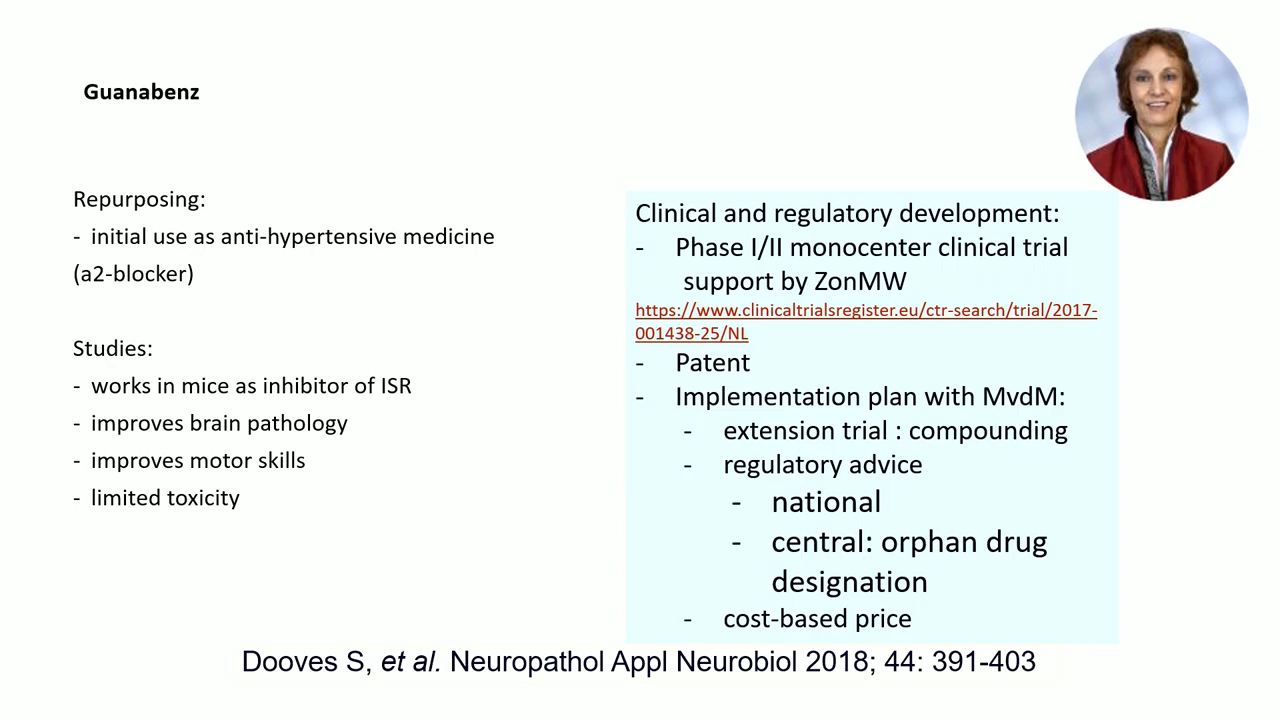 Guanabenz
Repurposing:
- initial use as anti-hypertensive medicine
(a2-blocker)
Studies:
- works in mice as inhibitor of ISR
- improves brain pathology
- improves motor skills
- limited toxicity
Clinical and regulatory development:
- Phase I/II monocenter clinical trial
support by ZonMW
https://www.clinicaltrialsregister.eu/ctr-search/trial/2017-
001438-25/NL
- Patent
- Implementation plan with MvdM:
- extension trial : compounding
- regulatory advice
- national
- central: orphan drug
designation
- cost-based price
Dooves S, et al. Neuropathol Appl Neurobiol 2018; 44: 391-403